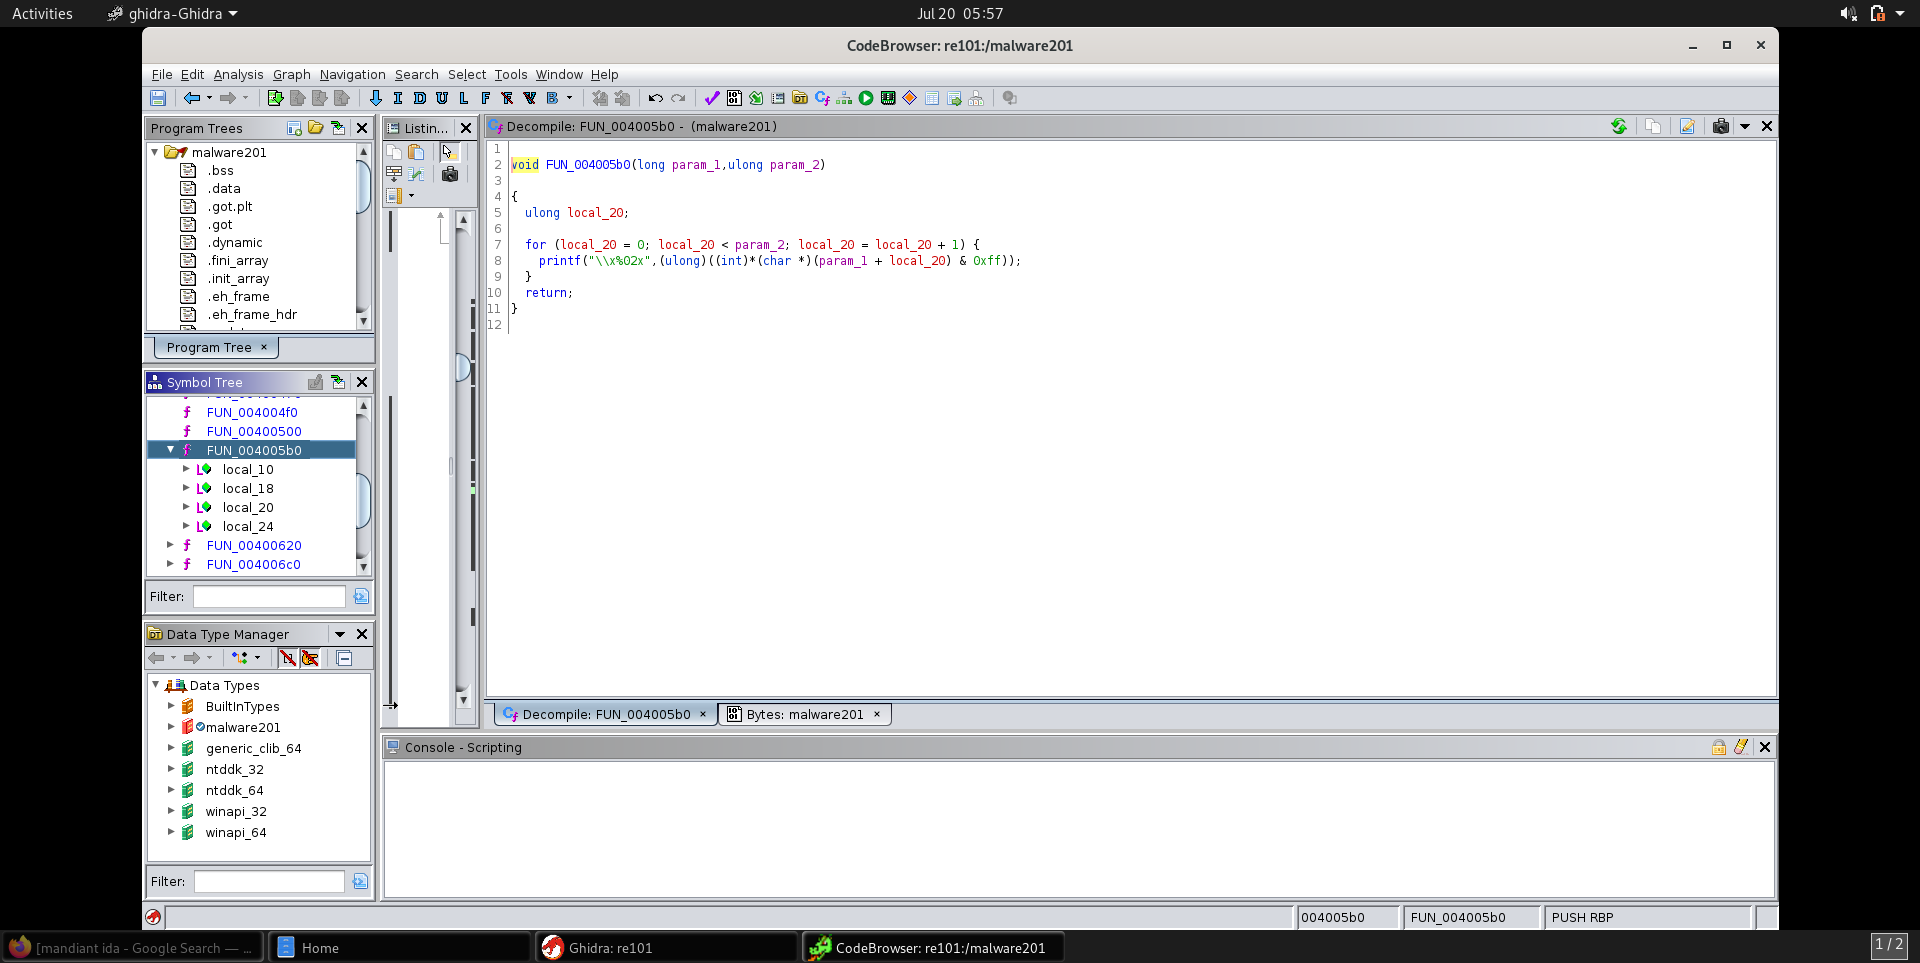 Activities
ghidra-Ghidra
Jul 20 05:57
CodeBrowser: re101:/malware201
File Edit Analysis Graph Navigation Search Select Tools Window Help
I D U L F B
Program Trees
malware201
.bss
.data
.got.plt
.got
.dynamic
.fini_array
.init_array
.eh_frame
.eh_frame_hdr
Program Tree ×
Symbol Tree
FUN_004004f0
FUN_00400500
FUN_004005b0
local_10
local_18
local_20
local_24
FUN_00400620
FUN_004006c0
Filter:
Data Type Manager
Data Types
BuiltInTypes
malware201
generic_clib_64
ntddk_32
ntddk_64
winapi_32
winapi_64
Filter:
Listin...
Decompile: FUN_004005b0 - (malware201)
1
2 void FUN_004005b0(long param_1,ulong param_2)
3
4 {
5 ulong local_20;
6
7 for (local_20 = 0; local_20 < param_2; local_20 = local_20 + 1) {
8 printf("\\x%02x",(ulong)((int)*(char *)(param_1 + local_20) & 0xff));
9 }
10 return;
11 }
12
Decompile: FUN_004005b0 ×
Bytes: malware201 ×
Console - Scripting
004005b0
FUN_004005b0
PUSH RBP
[mandiant ida - Google Search — ...
Home
Ghidra: re101
CodeBrowser: re101:/malware201
1 / 2